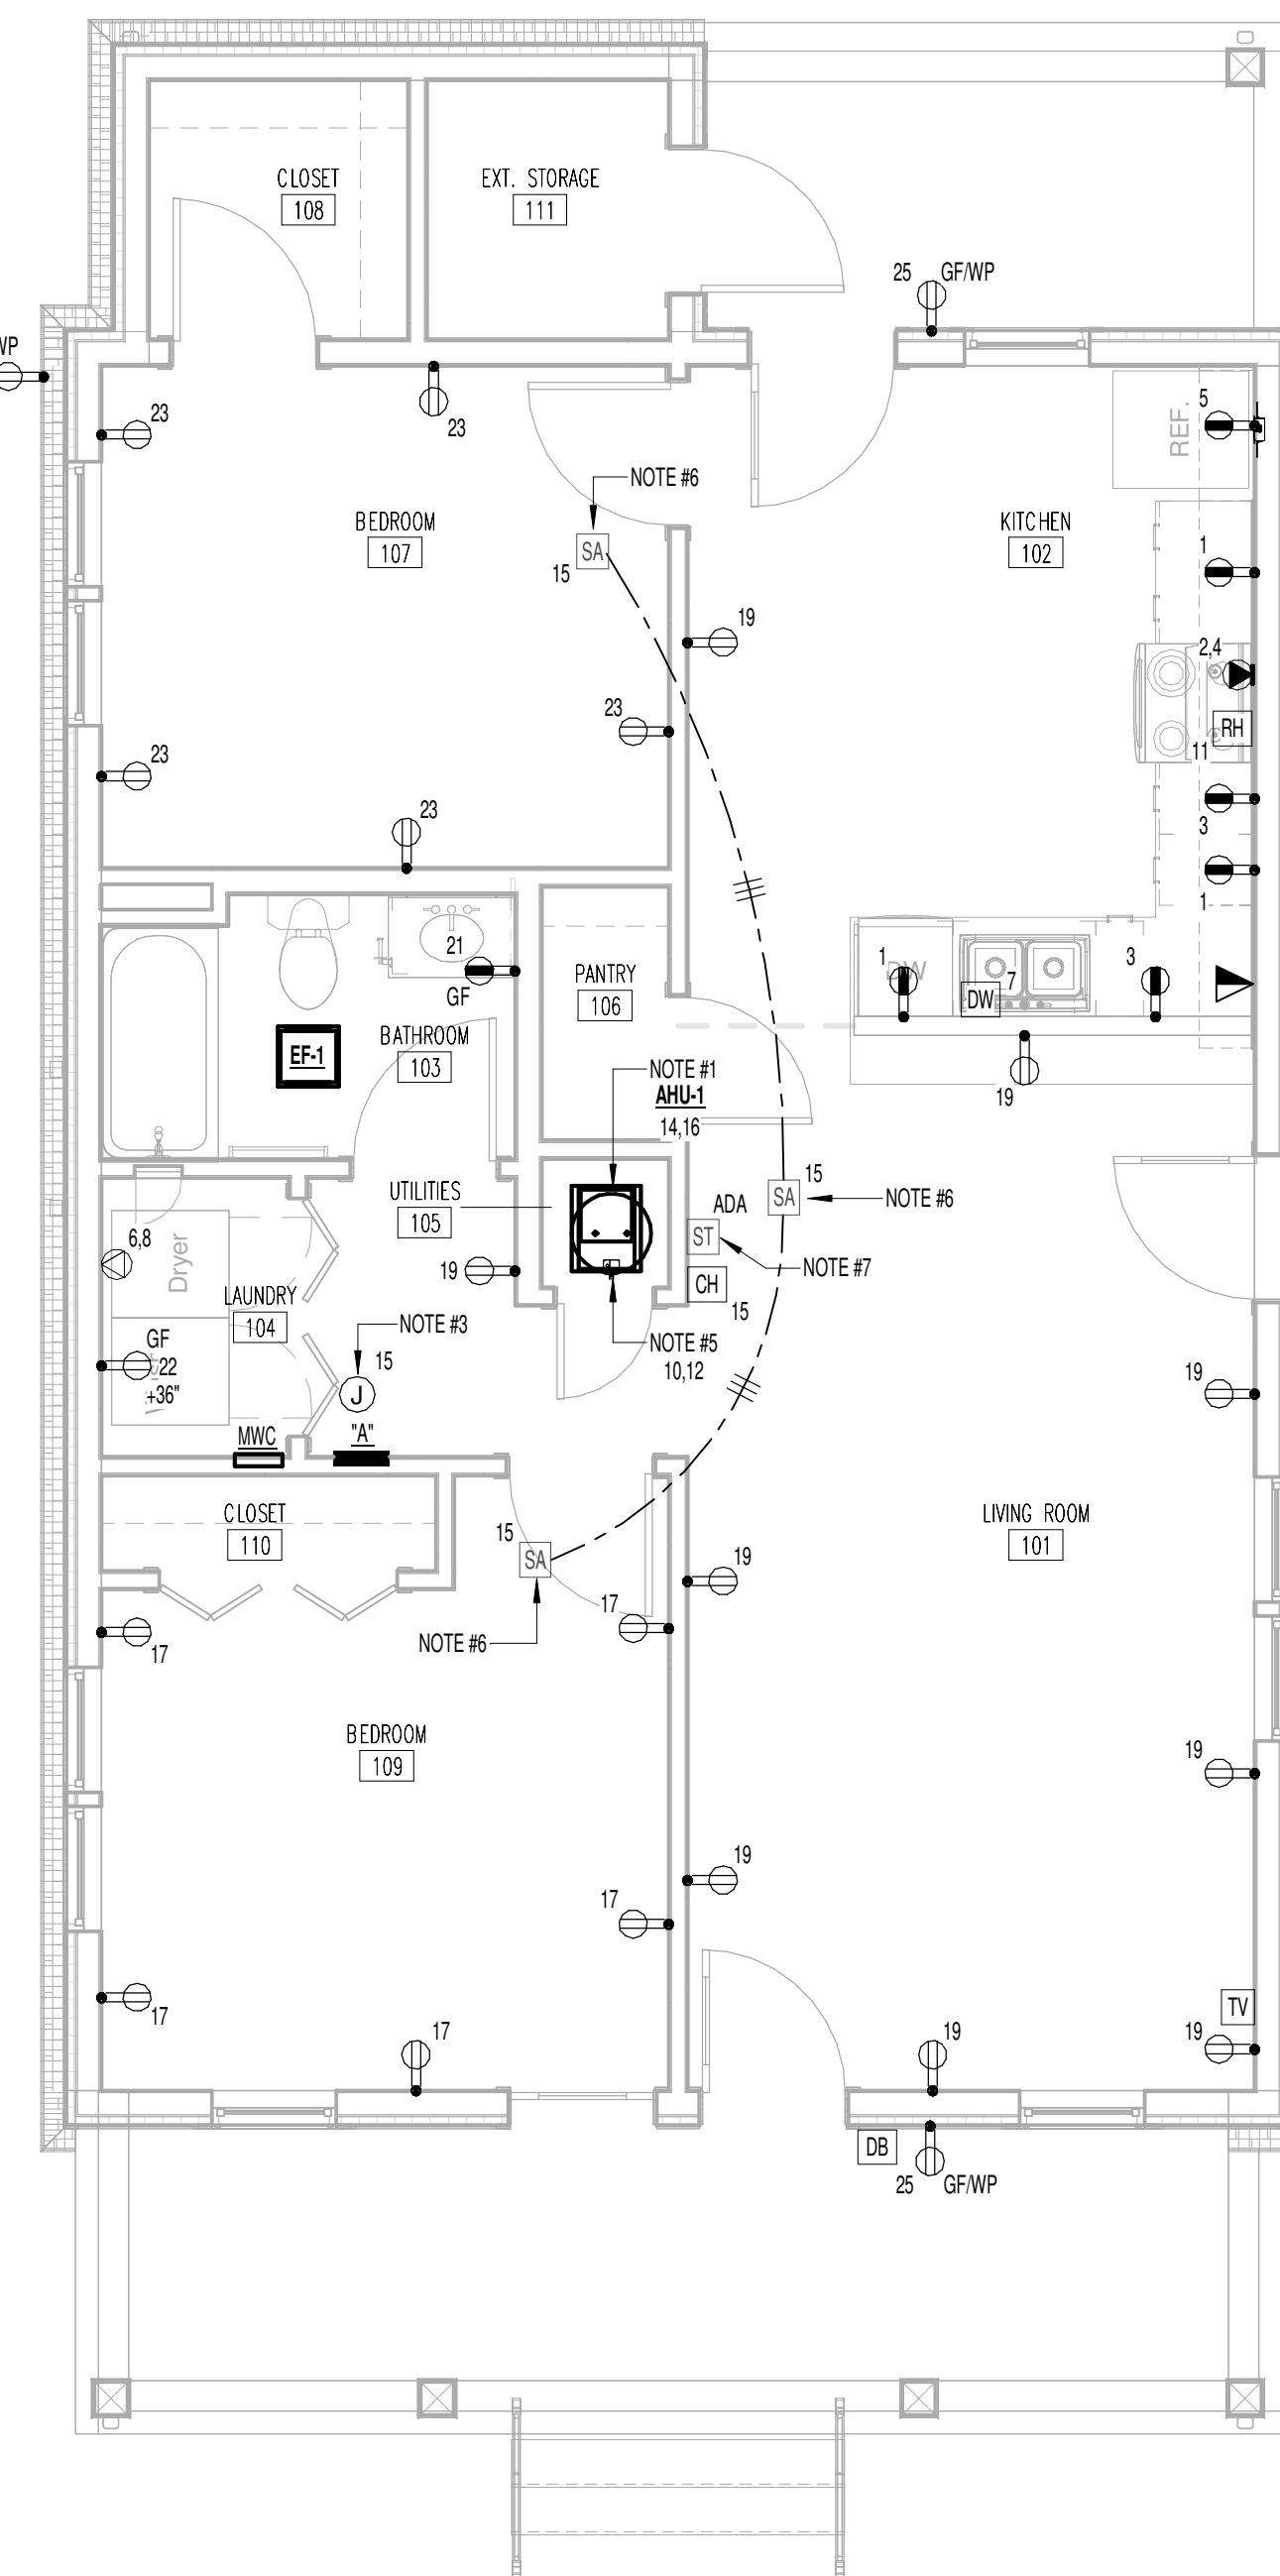 CLOSET
108
EXT. STORAGE
111
25 GF/WP
WP
23
23
5
REF.
NOTE #6
BEDROOM
107
KITCHEN
102
SA
15
1
19
2,4
RH
23
11
23
23
3
1
21
GF
PANTRY
106
1
DW
DW
7
3
BATHROOM
103
EF-1
NOTE #1
AHU-1
14,16
19
UTILITIES
105
15
SA
NOTE #6
ADA
ST
NOTE #7
6,8
Dryer
19
CH
15
LAUNDRY
104
NOTE #3
NOTE #5
10,12
GF
22
+36"
15
J
19
MWC
"A"
CLOSET
110
LIVING ROOM
101
15
SA
19
17
17
NOTE #6
BEDROOM
109
19
19
17
17
TV
17
19
19
DB
25 GF/WP